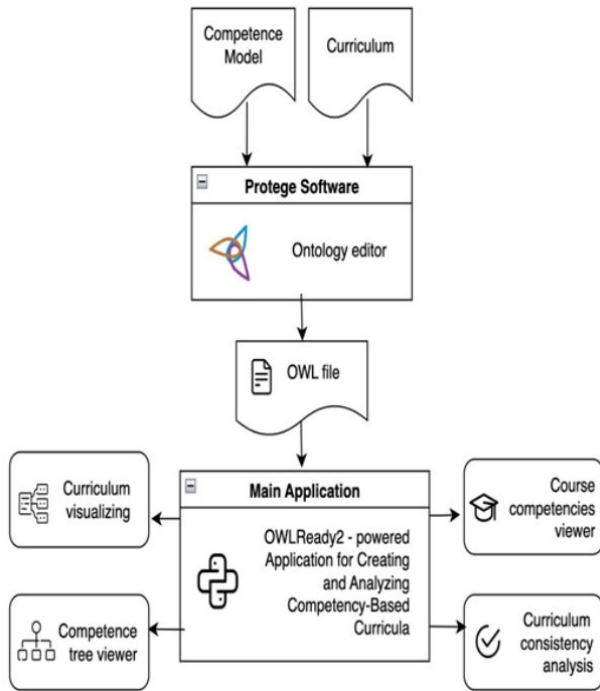 Competence
Model
Curriculum
Protege Software
Ontology editor
OWL file
Main Application
OWLReady2 - powered
Application for Creating
and Analyzing
Competency-Based
Curricula
Curriculum
visualizing
Course
competencies
viewer
Competence
tree viewer
Curriculum
consistency
analysis